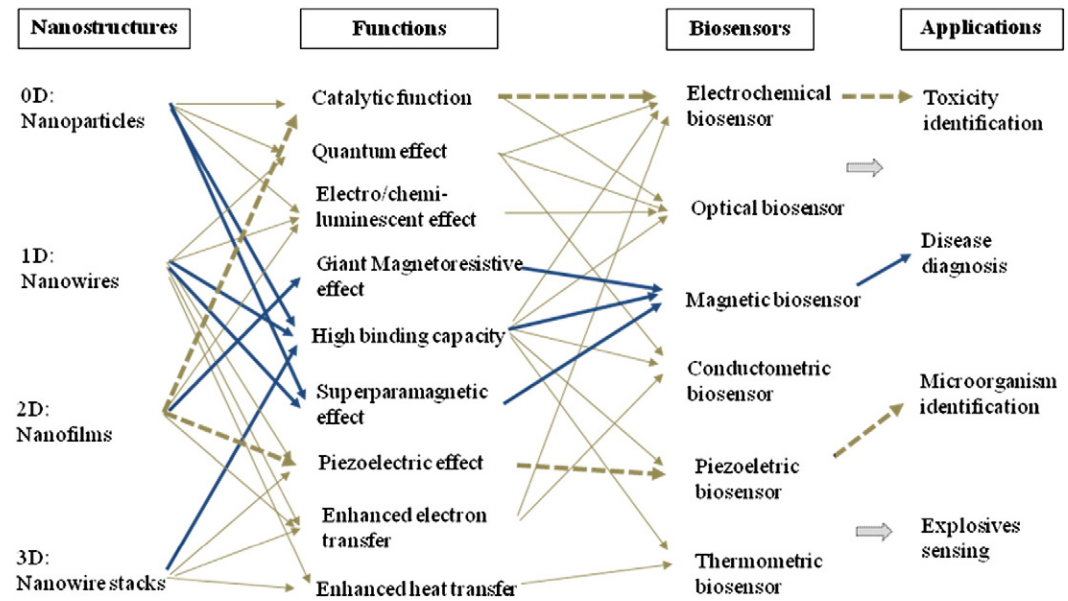 Nanostructures
Functions
Biosensors
Applications
0D:
Nanoparticles
1D:
Nanowires
2D:
Nanofilms
3D:
Nanowire stacks
Catalytic function
Quantum effect
Electro/chemi-
luminescent effect
Giant Magnetoresistive
effect
High binding capacity
Superparamagnetic
effect
Piezoelectric effect
Enhanced electron
transfer
Enhanced heat transfer
Electrochemical
biosensor
Optical biosensor
Magnetic biosensor
Conductometric
biosensor
Piezoeletric
biosensor
Thermometric
biosensor
Toxicity
identification
Disease
diagnosis
Microorganism
identification
Explosives
sensing